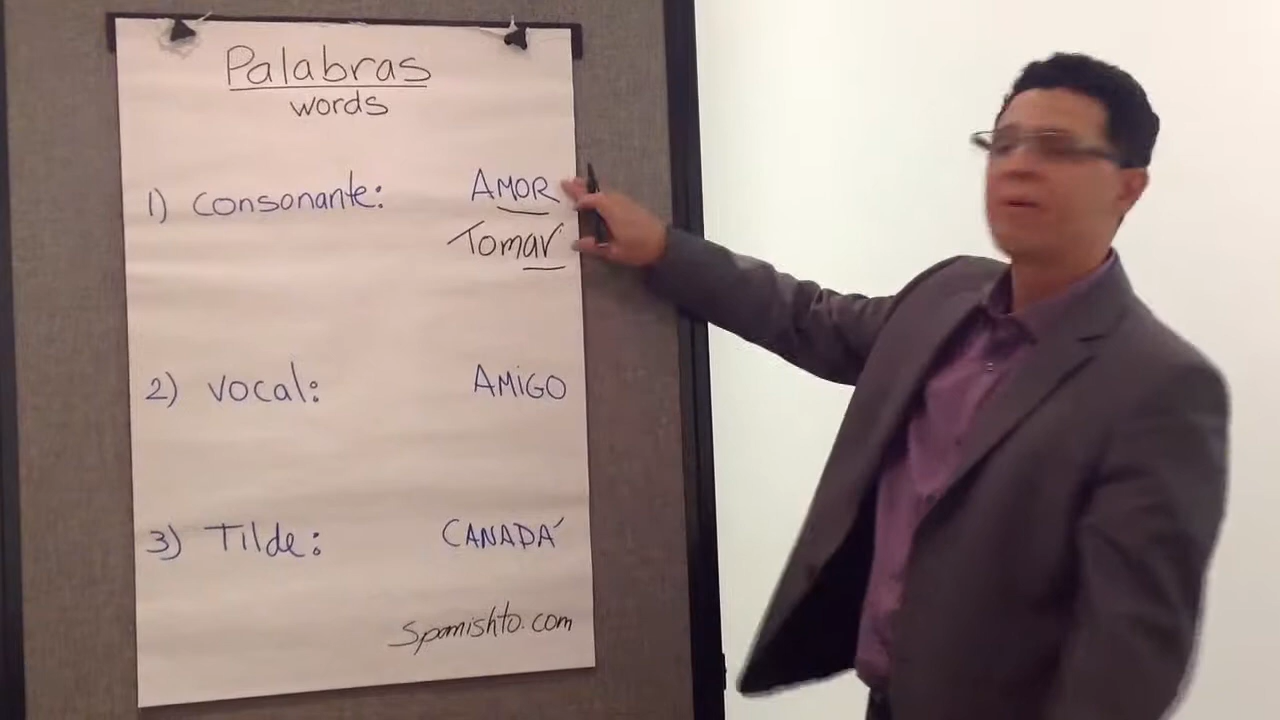 Palabras
words
1) Consonante: AMOR
Tomar
2) Vocal: AMiGO
3) Tilde: CANADÁ
Spanishto.com